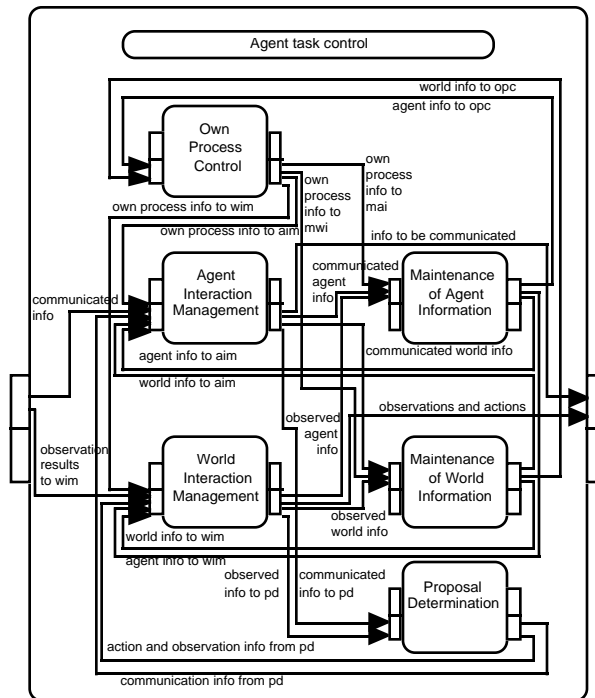 Agent task control
world info to opc
agent info to opc
Own
Process
Control
own
process
info to
mai
own
process
info to
mwi
own process info to wim
own process info to aim
info to be communicated
Agent
Interaction
Management
communicated
agent
info
Maintenance
of Agent
Information
communicated
info
communicated world info
agent info to aim
world info to aim
observed
agent
info
observations and actions
observation
results
to wim
World
Interaction
Management
Maintenance
of World
Information
observed
world info
world info to wim
agent info to wim
observed
info to pd
communicated
info to pd
Proposal
Determination
action and observation info from pd
communication info from pd